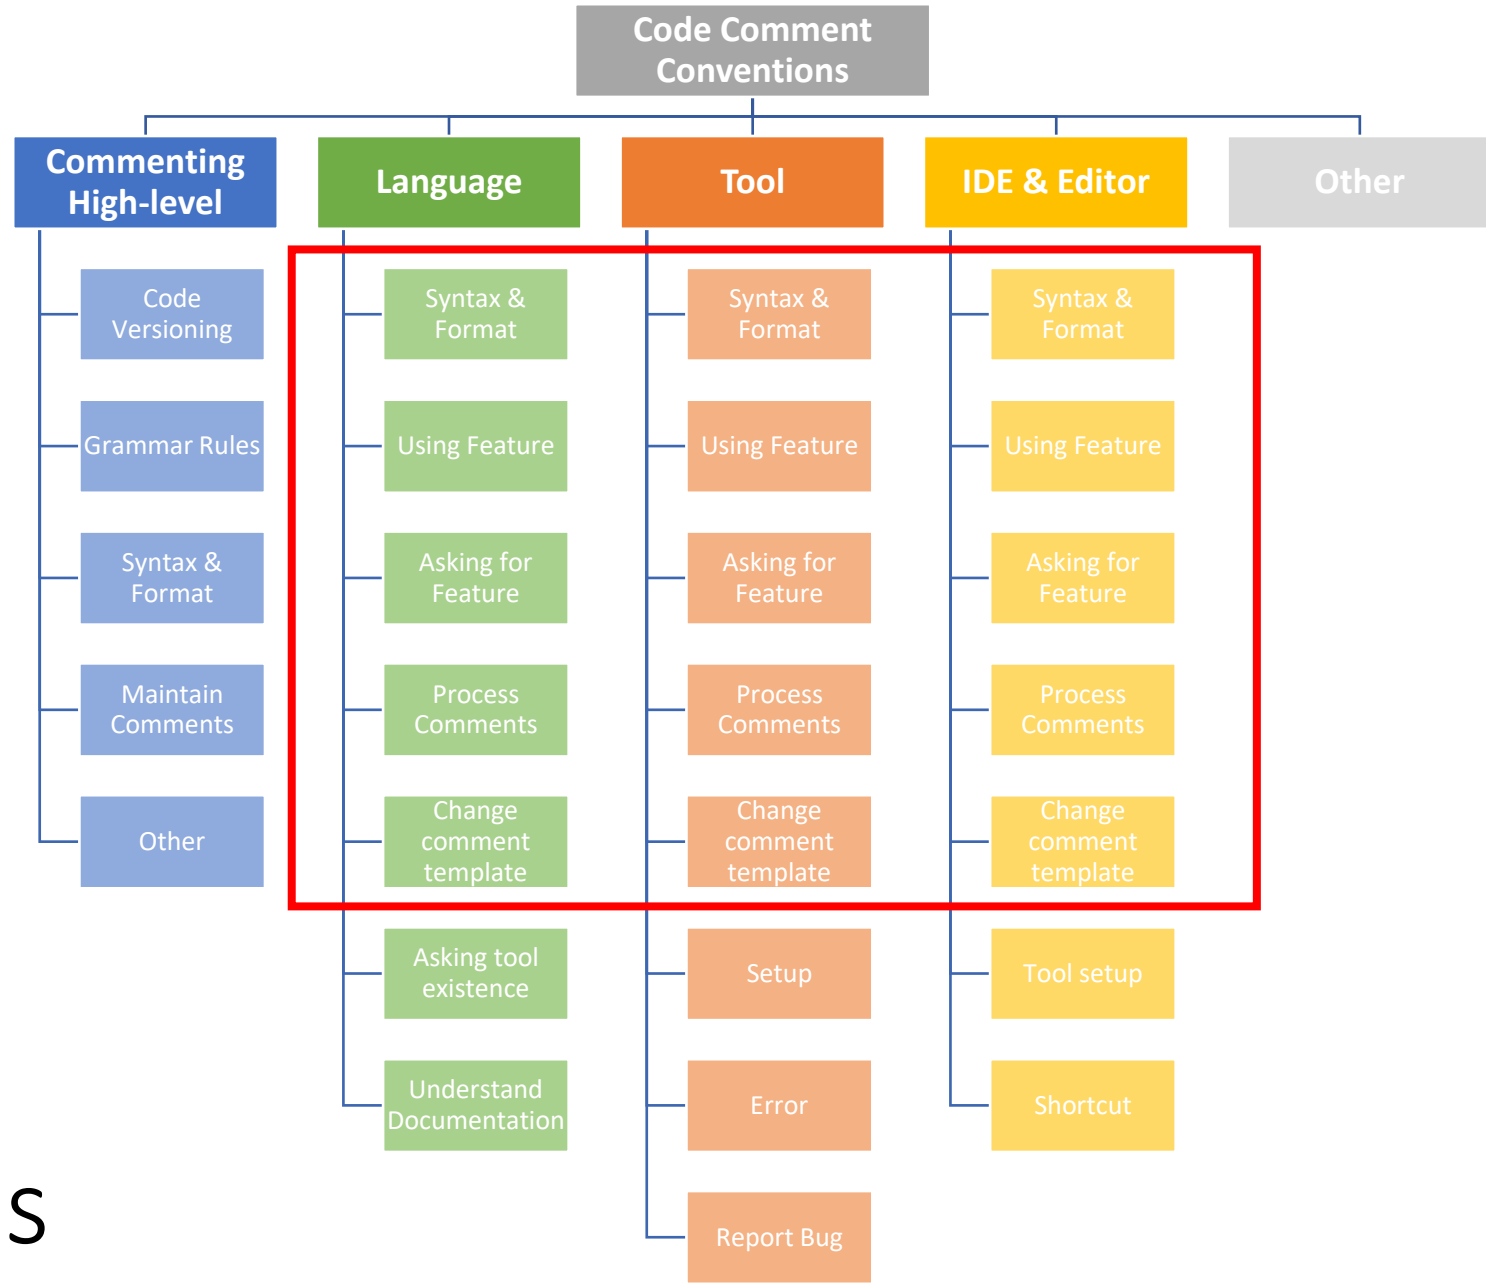 Code Comment
Conventions
Commenting
High-level
Language
Tool
IDE & Editor
Other
Code
Versioning
Grammar Rules
Syntax &
Format
Maintain
Comments
Other
Syntax &
Format
Using Feature
Asking for
Feature
Process
Comments
Change
comment
template
Asking tool
existence
Understand
Documentation
Syntax &
Format
Using Feature
Asking for
Feature
Process
Comments
Change
comment
template
Setup
Error
Report Bug
Syntax &
Format
Using Feature
Asking for
Feature
Process
Comments
Change
comment
template
Tool setup
Shortcut
S